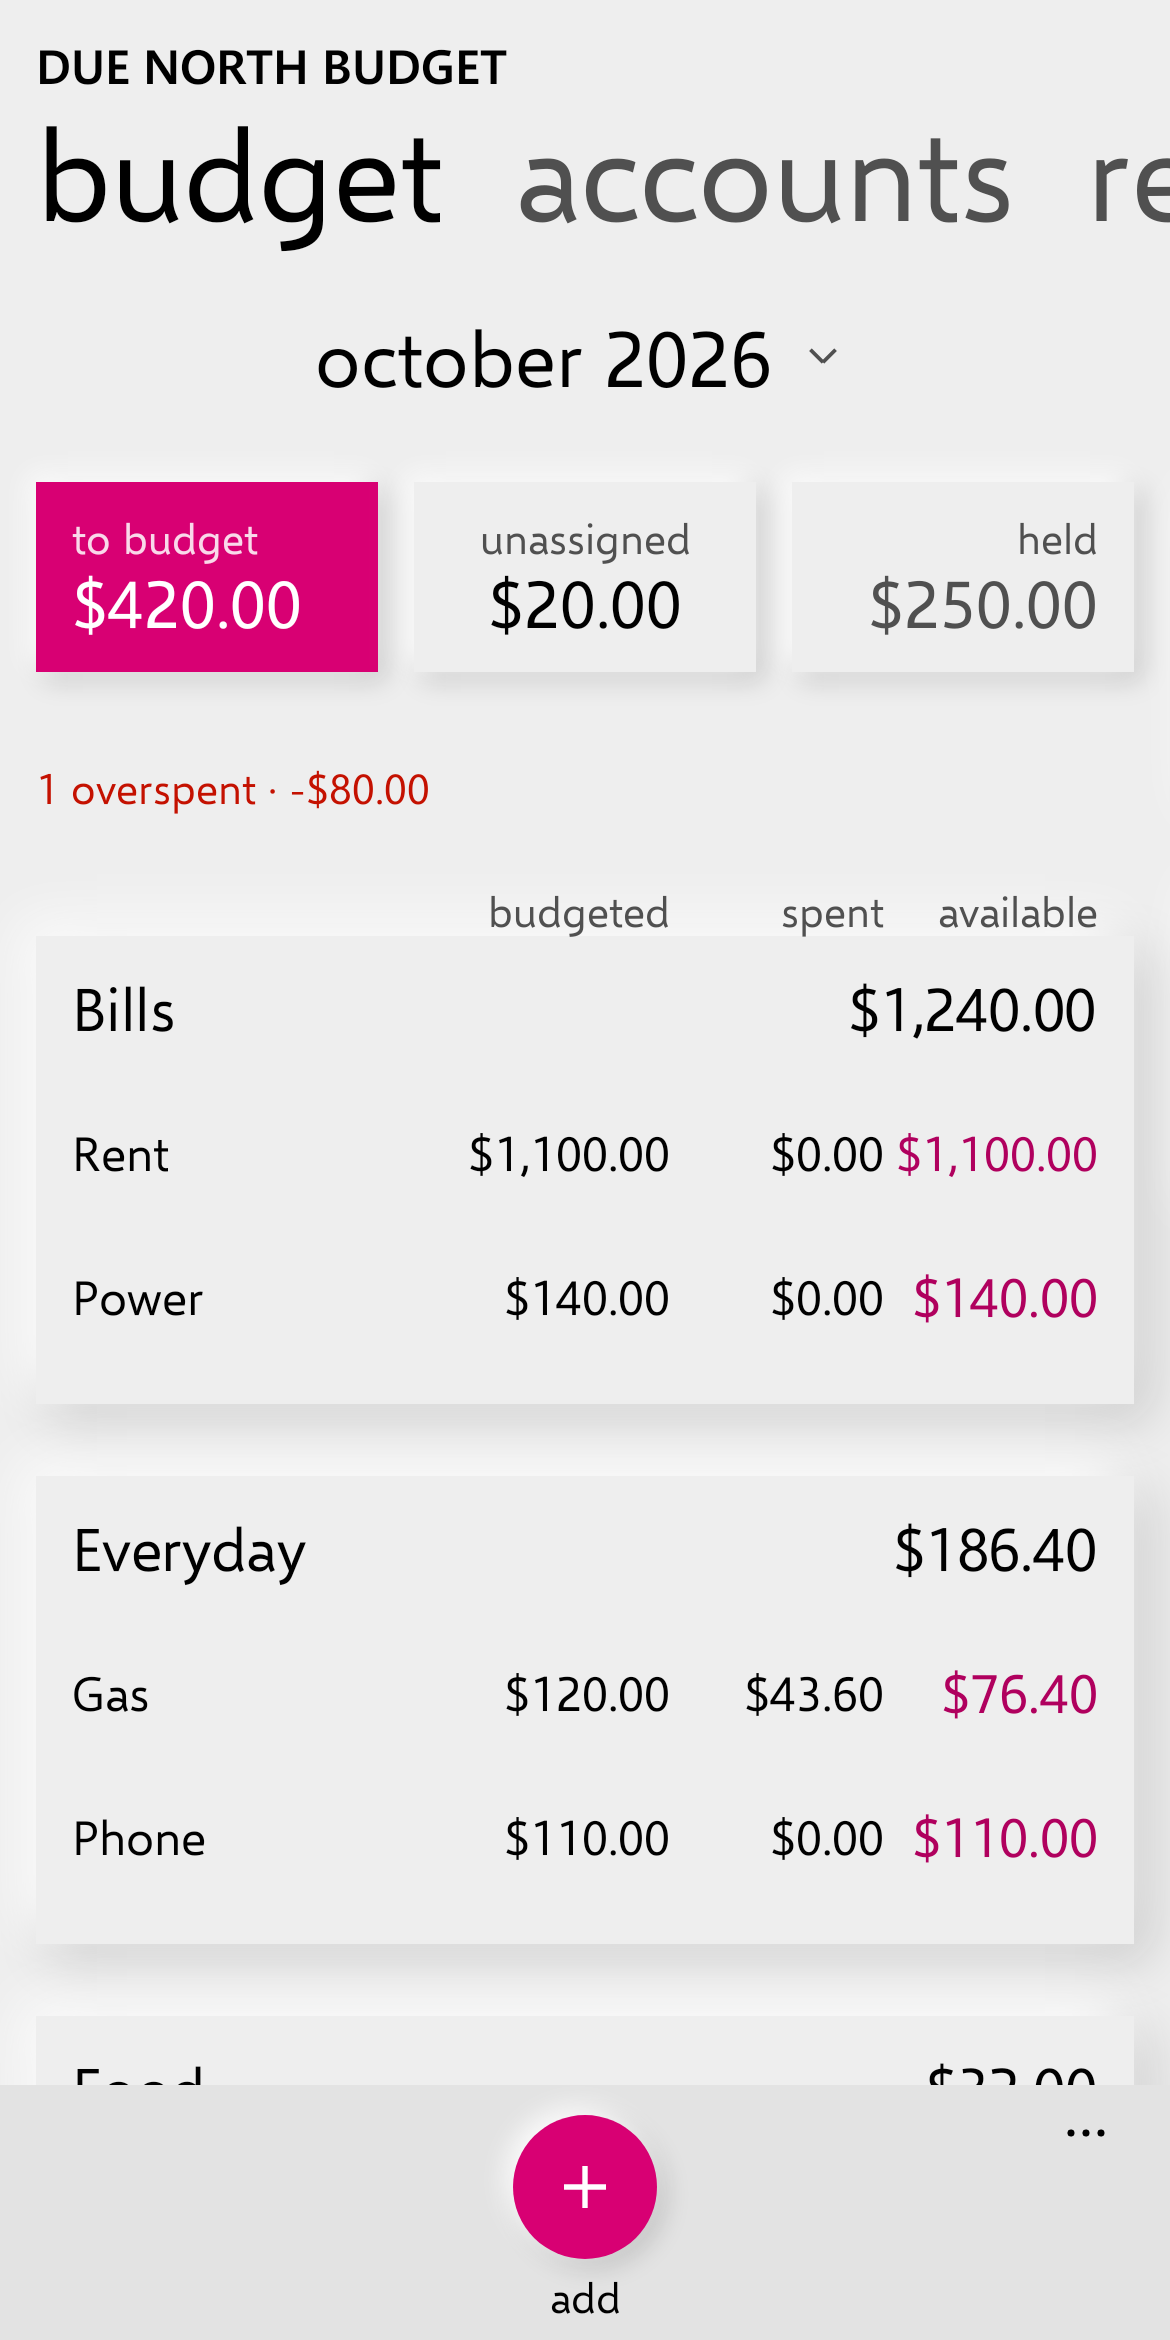 DUE NORTH BUDGET
budget accounts re
october 2026
to budget unassigned held
$420.00 $20.00 $250.00
1 overspent · -$80.00
budgeted spent available
Bills $1,240.00
Rent $1,100.00 $0.00 $1,100.00
Power $140.00 $0.00 $140.00
Everyday $186.40
Gas $120.00 $43.60 $76.40
Phone $110.00 $0.00 $110.00
Food
add